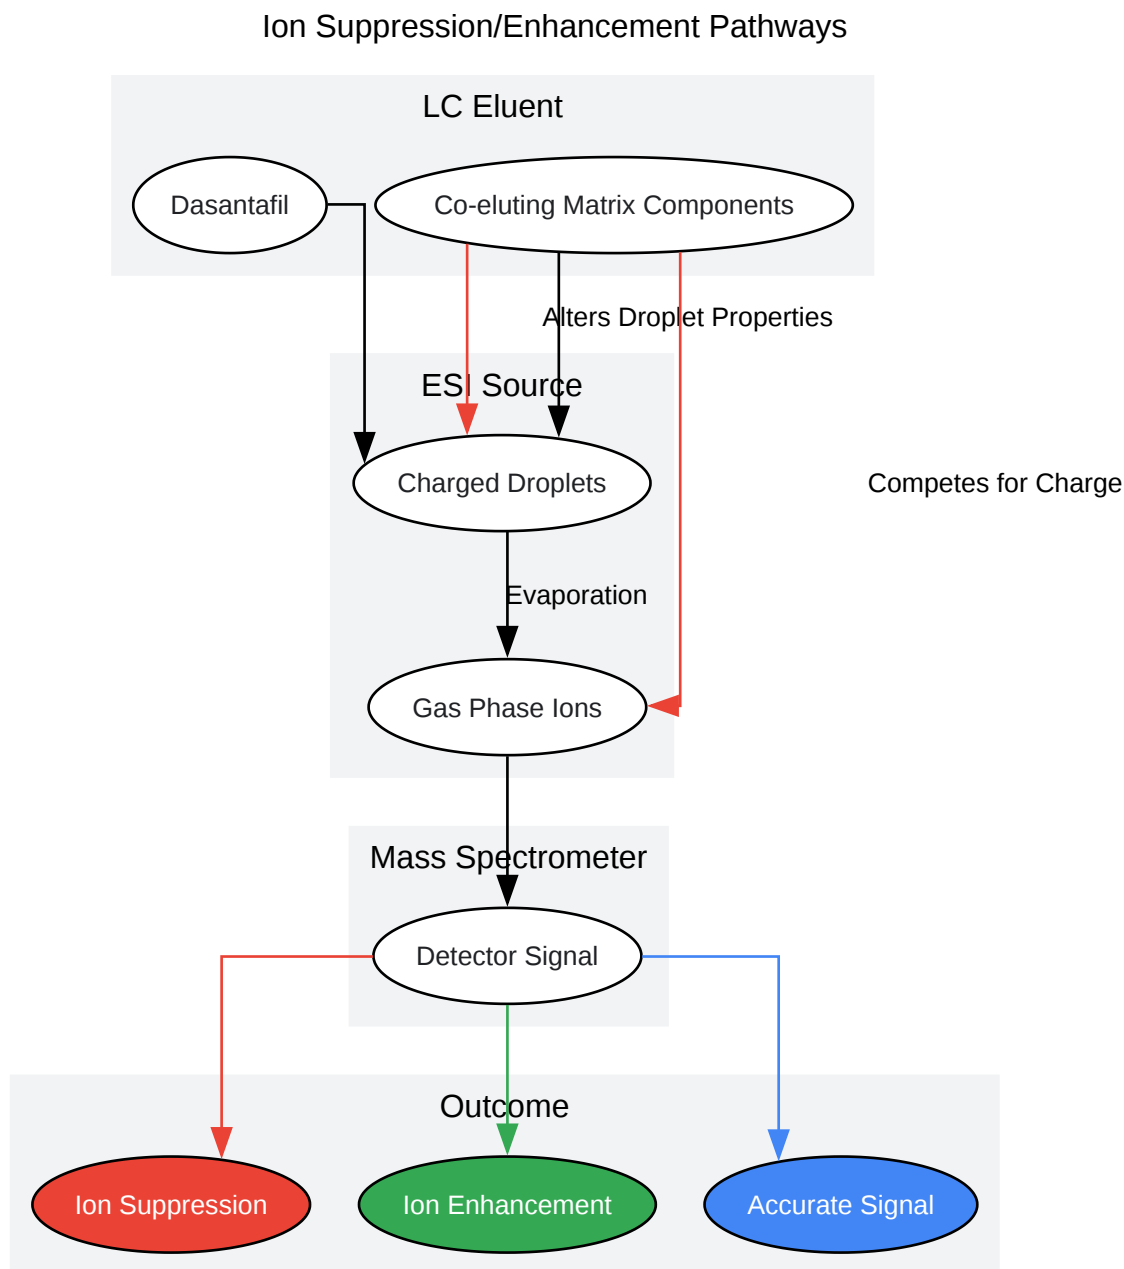 Ion Suppression/Enhancement Pathways
LC Eluent
Dasantafil
Co-eluting Matrix Components
Alters Droplet Properties
ESI Source
Charged Droplets
Competes for Charge
Evaporation
Gas Phase Ions
Mass Spectrometer
Detector Signal
Outcome
Ion Suppression
Ion Enhancement
Accurate Signal